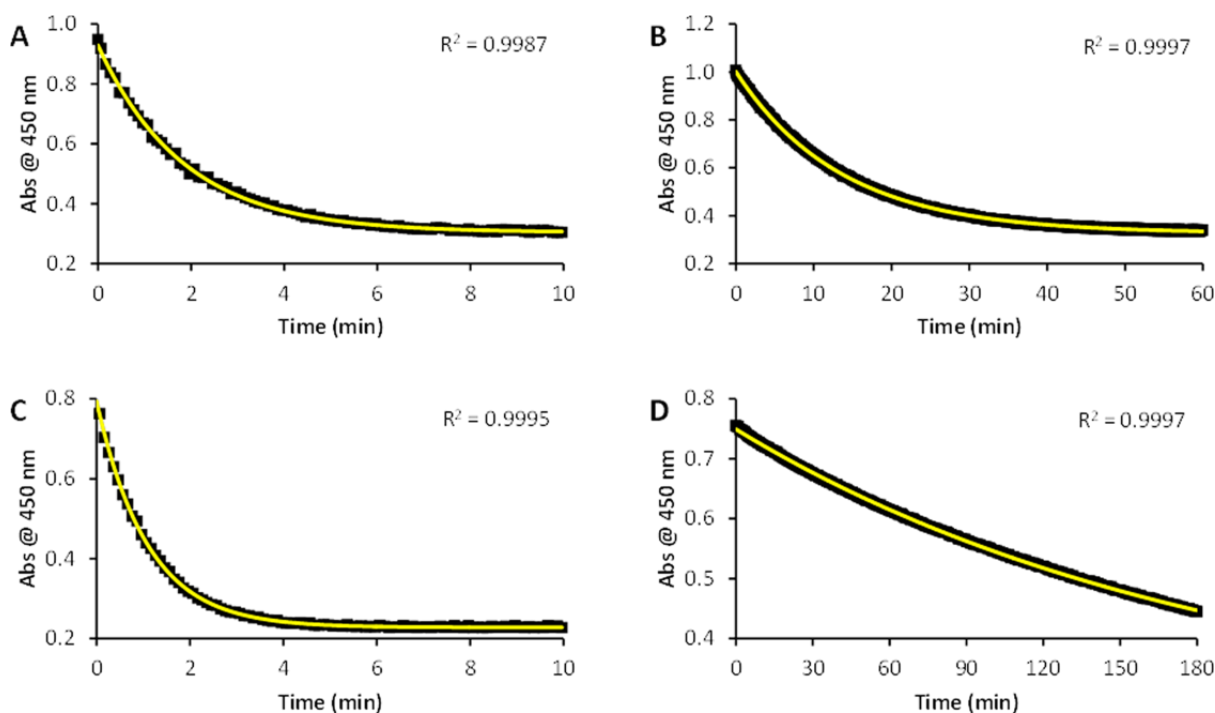 A
R² = 0.9987
Abs @ 450 nm
1.0
0.8
0.6
0.4
0.2
0 2 4 6 8 10
Time (min)
B
R² = 0.9997
Abs @ 450 nm
1.2
1.0
0.8
0.6
0.4
0.2
0 10 20 30 40 50 60
Time (min)
C
R² = 0.9995
Abs @ 450 nm
0.8
0.6
0.4
0.2
0 2 4 6 8 10
Time (min)
D
R² = 0.9997
Abs @ 450 nm
0.8
0.7
0.6
0.5
0.4
0 30 60 90 120 150 180
Time (min)